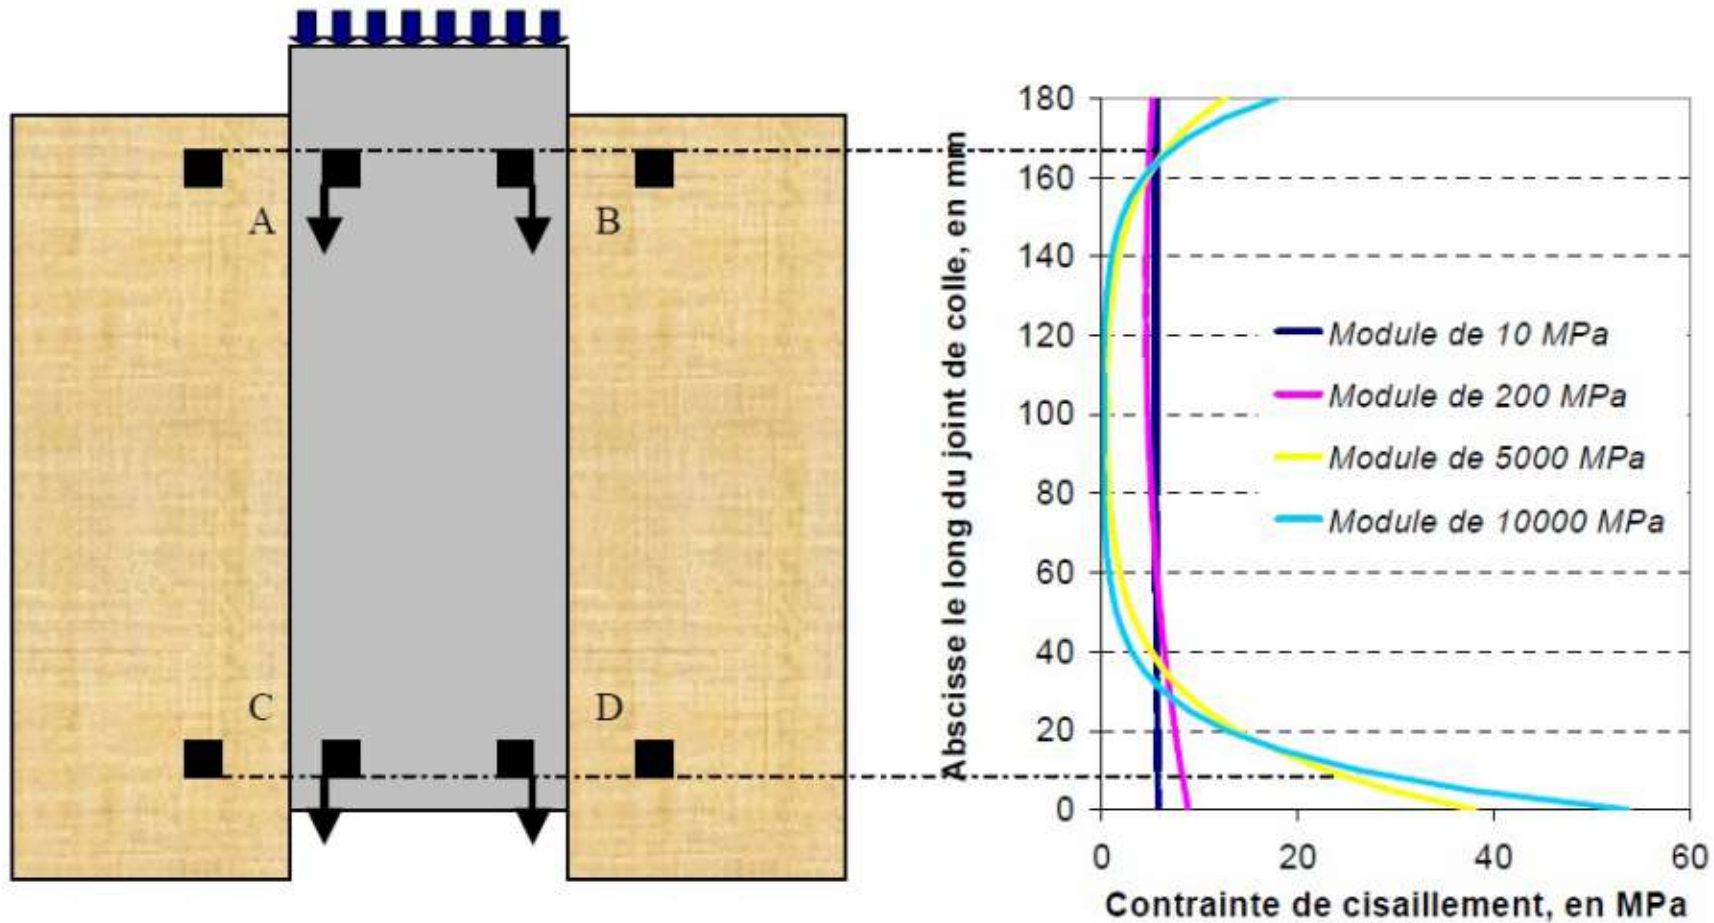 A
B
C
D
Abscisse le long du joint de colle, en mm
180
160
140
120
100
80
60
40
20
0
Module de 10 MPa
Module de 200 MPa
Module de 5000 MPa
Module de 10000 MPa
0
20
40
60
Contrainte de cisaillement, en MPa